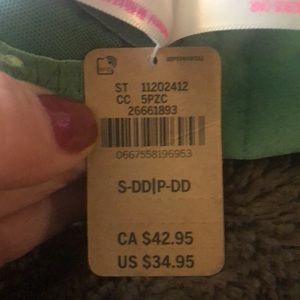 ST 11202412
CC 5PZC
26661893
0667558196953
S-DD|P-DD
CA $42.95
US $34.95